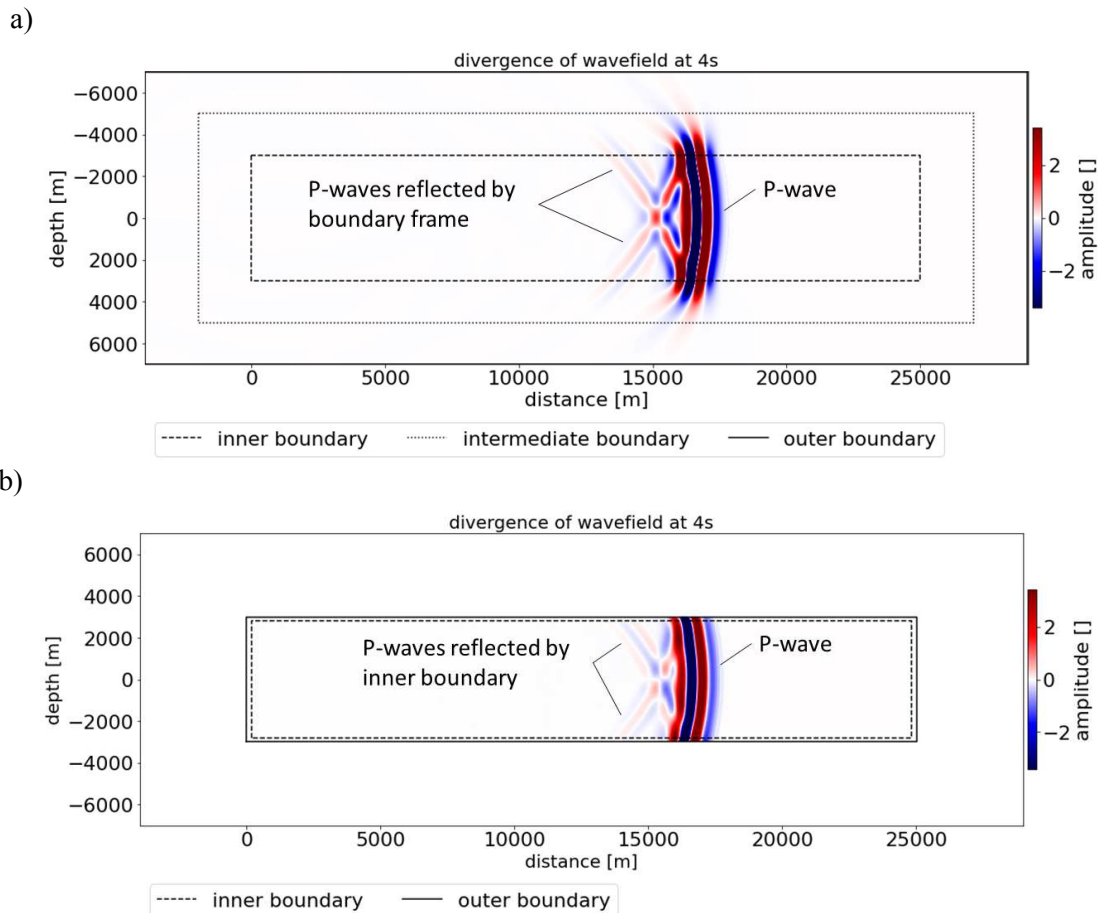 a)
divergence of wavefield at 4s
−6000
−4000
−2000
0
2000
4000
6000
depth [m]
P-waves reflected by
boundary frame
P-wave
2
0
−2
amplitude []
0 5000 10000 15000 20000 25000
distance [m]
inner boundary intermediate boundary outer boundary
b)
divergence of wavefield at 4s
6000
4000
2000
0
−2000
−4000
−6000
depth [m]
P-waves reflected by
inner boundary
P-wave
2
0
−2
amplitude []
0 5000 10000 15000 20000 25000
distance [m]
inner boundary outer boundary